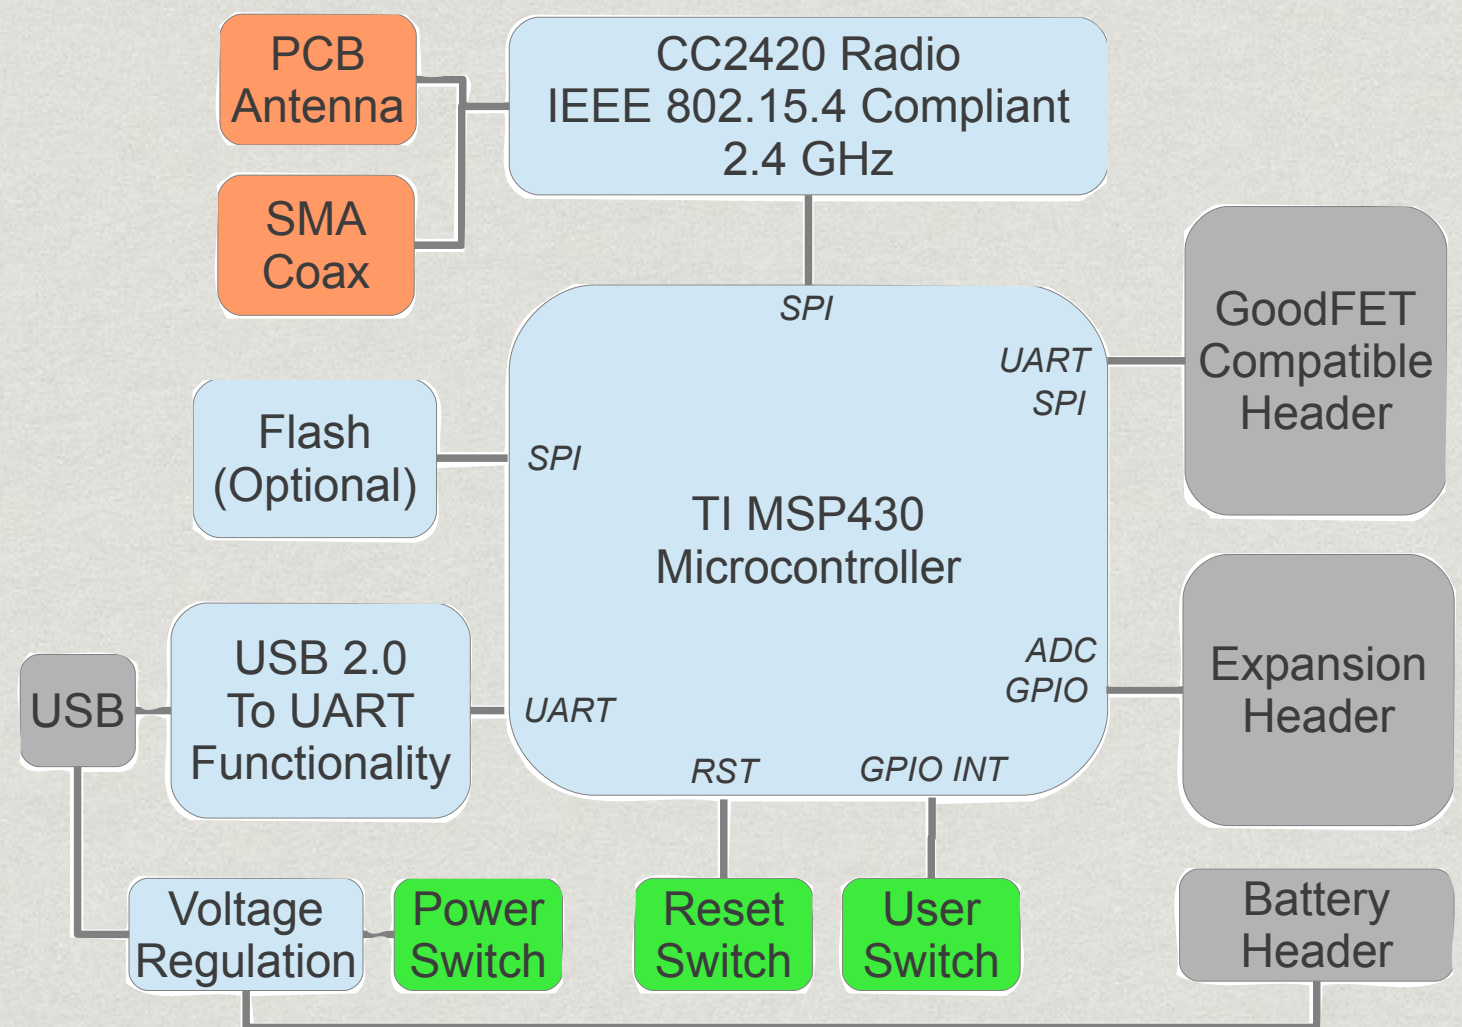 PCB
Antenna
CC2420 Radio
IEEE 802.15.4 Compliant
2.4 GHz
SMA
Coax
SPI
UART
SPI
GoodFET
Compatible
Header
Flash
(Optional)
SPI
TI MSP430
Microcontroller
USB
USB 2.0
To UART
Functionality
UART
ADC
GPIO
Expansion
Header
RST
GPIO INT
Voltage
Regulation
Power
Switch
Reset
Switch
User
Switch
Battery
Header